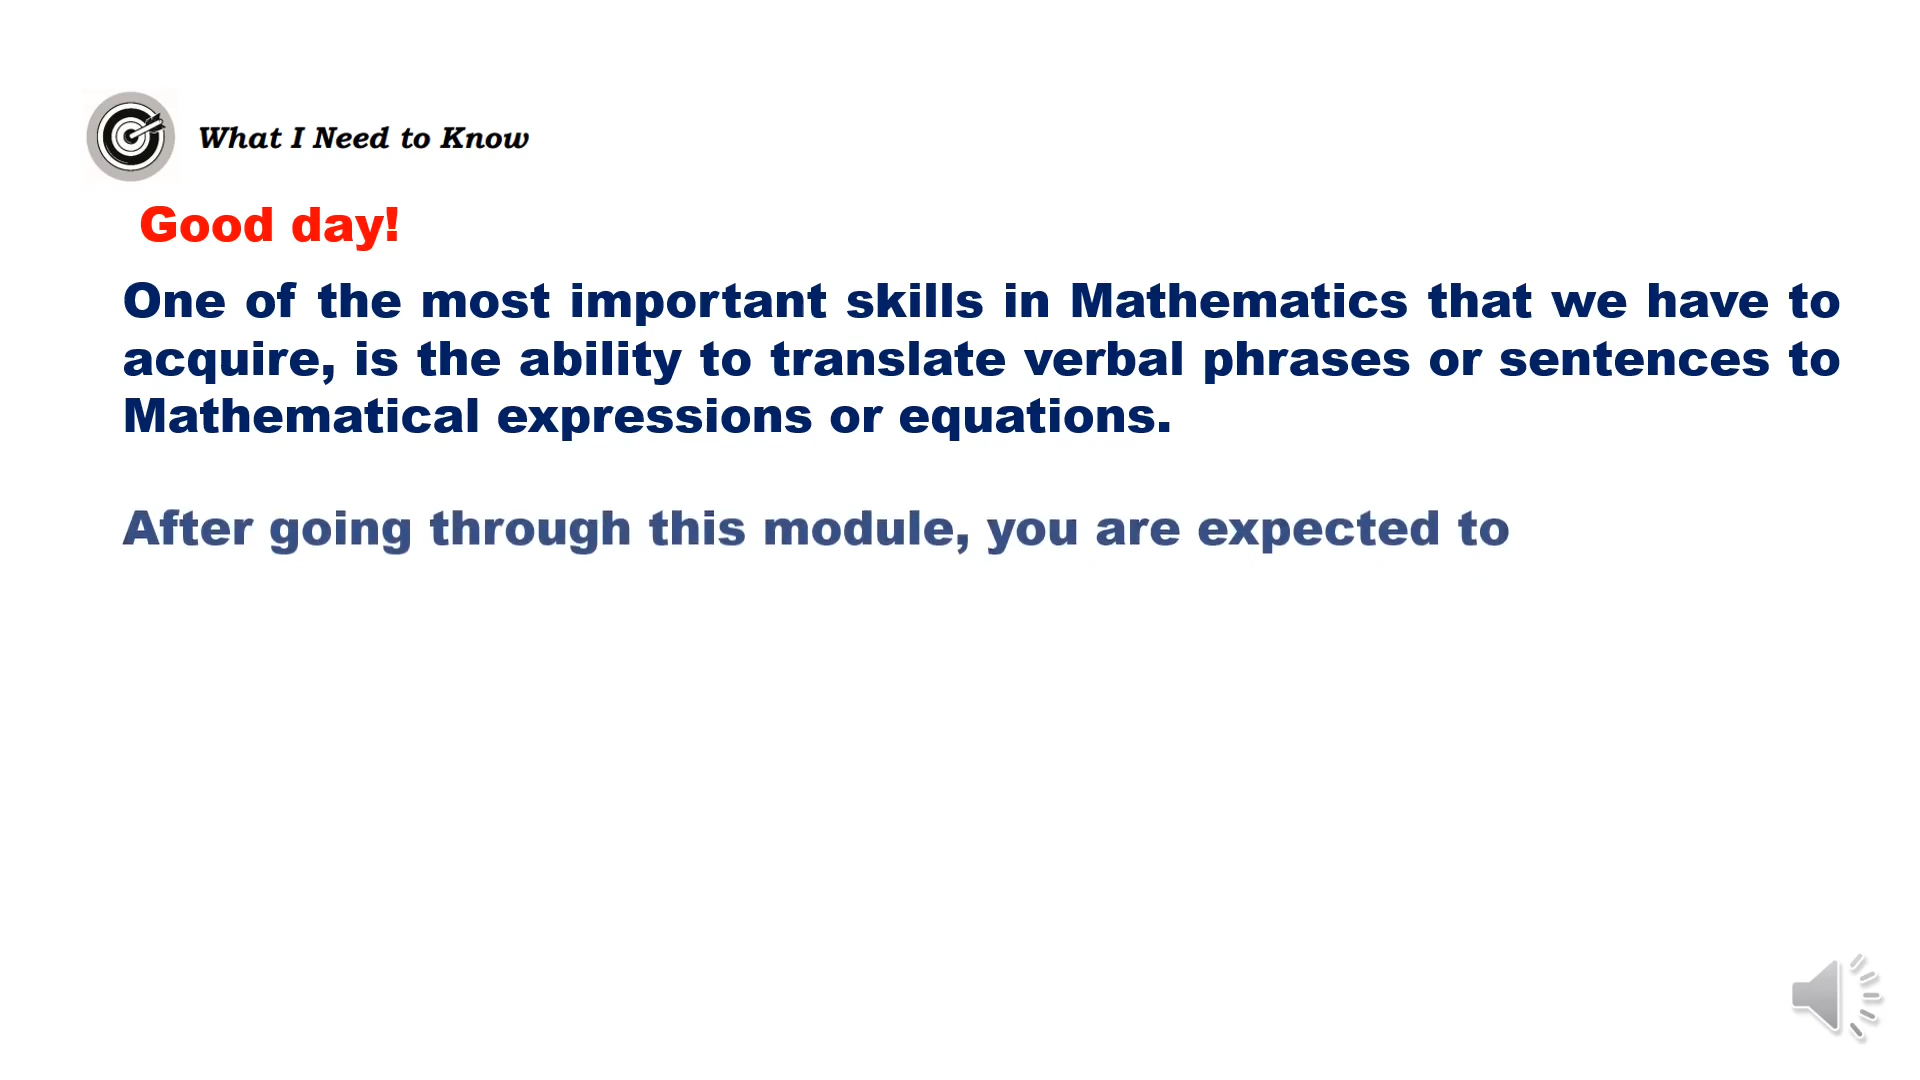 What I Need to Know
Good day!
One of the most important skills in Mathematics that we have to
acquire, is the ability to translate verbal phrases or sentences to
Mathematical expressions or equations.
After going through this module, you are expected to